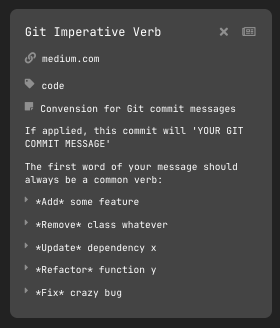 Git Imperative Verb
medium.com
code
Convension for Git commit messages
If applied, this commit will 'YOUR GIT
COMMIT MESSAGE'
The first word of your message should
always be a common verb:
*Add* some feature
*Remove* class whatever
*Update* dependency x
*Refactor* function y
*Fix* crazy bug